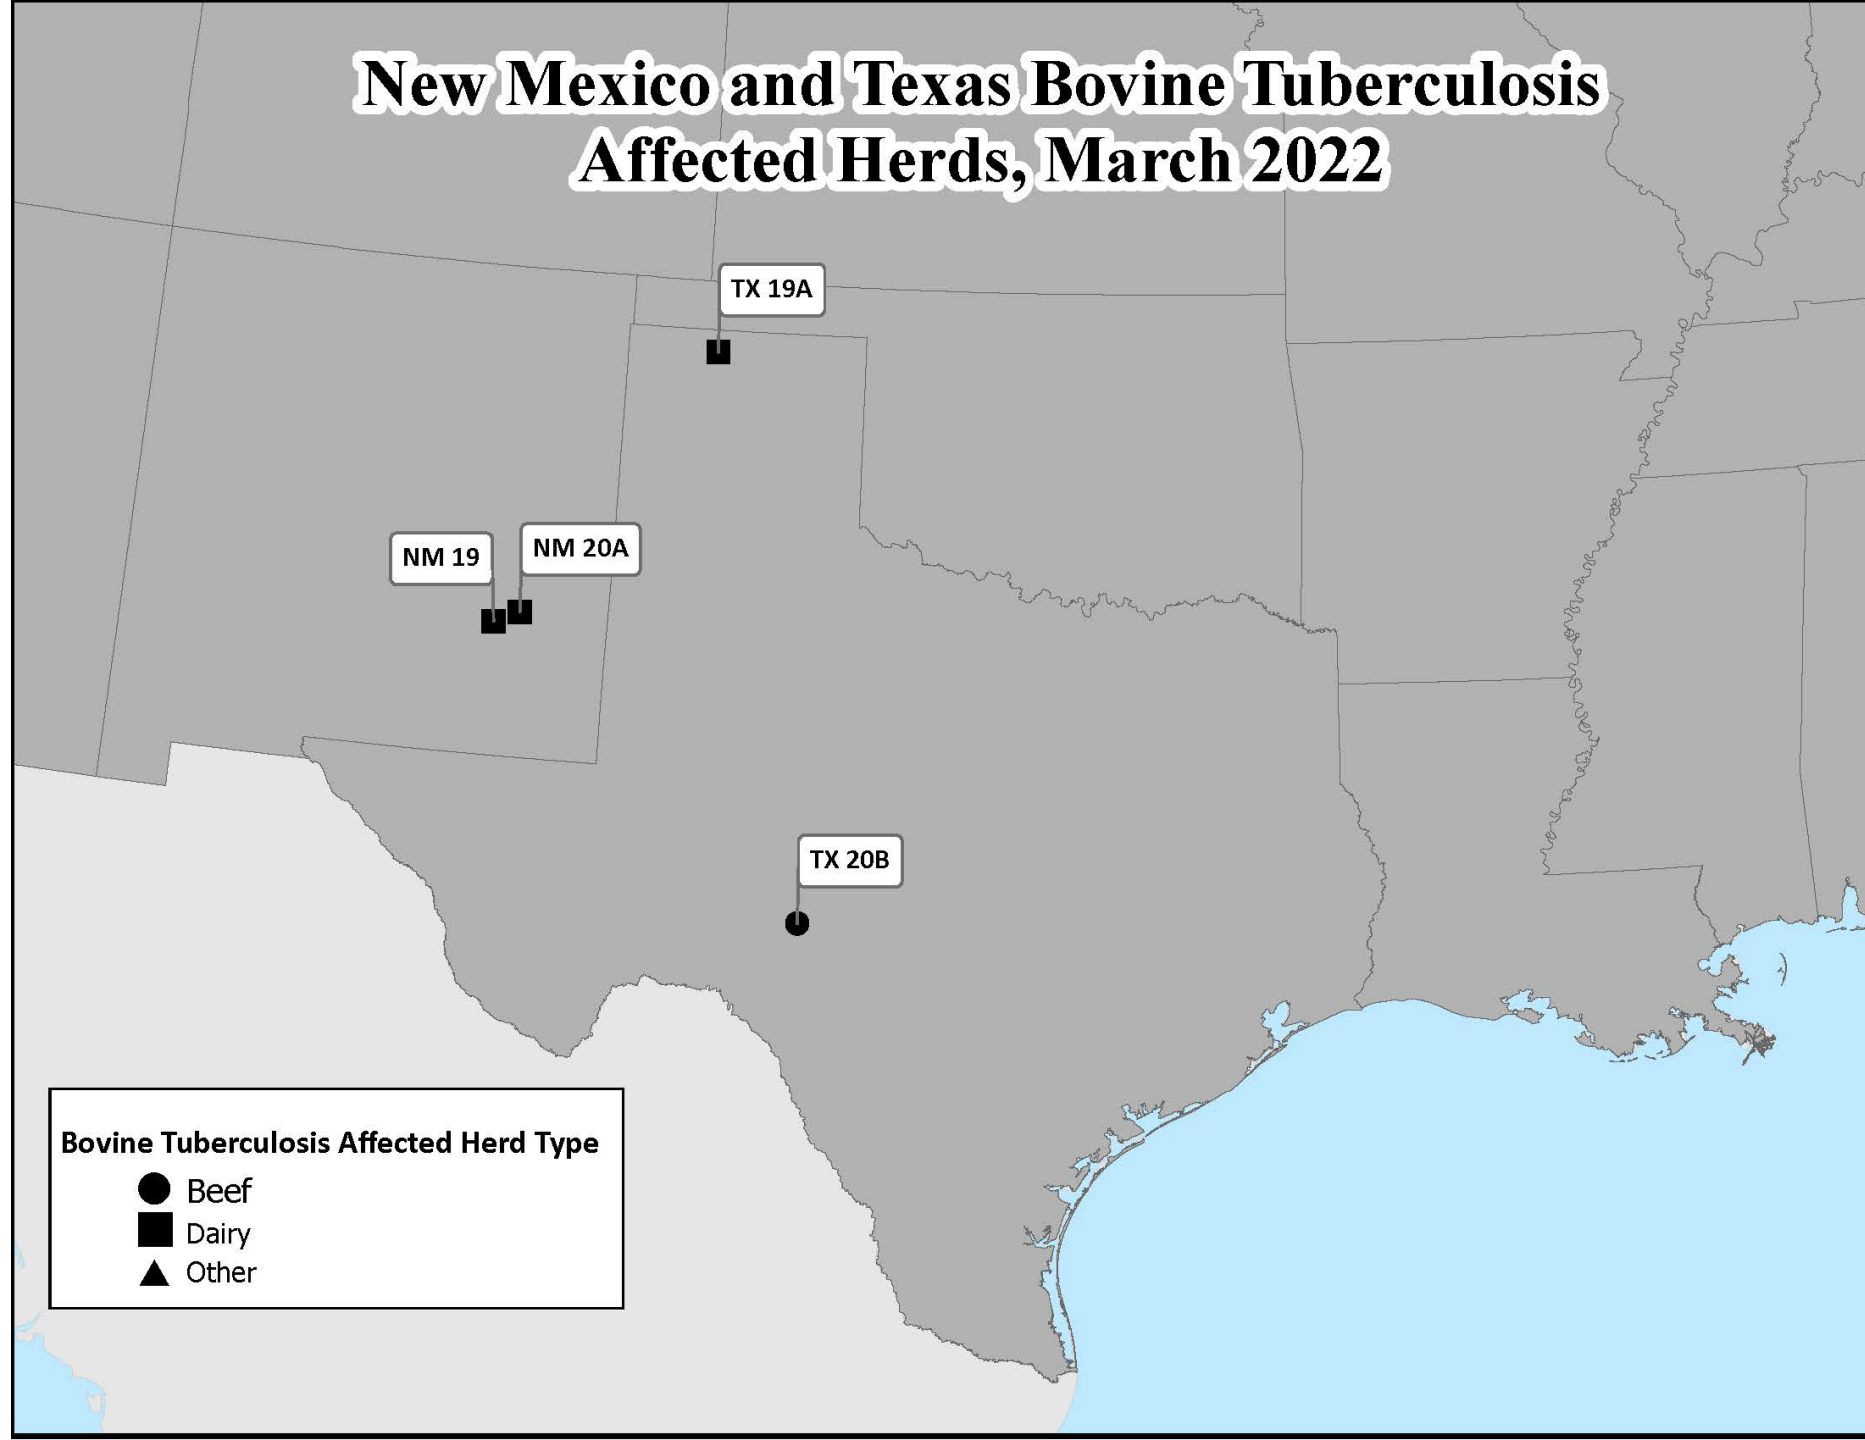 New Mexico and Texas Bovine Tuberculosis
Affected Herds, March 2022
TX 19A
NM 19
NM 20A
TX 20B
Bovine Tuberculosis Affected Herd Type
Beef
Dairy
Other